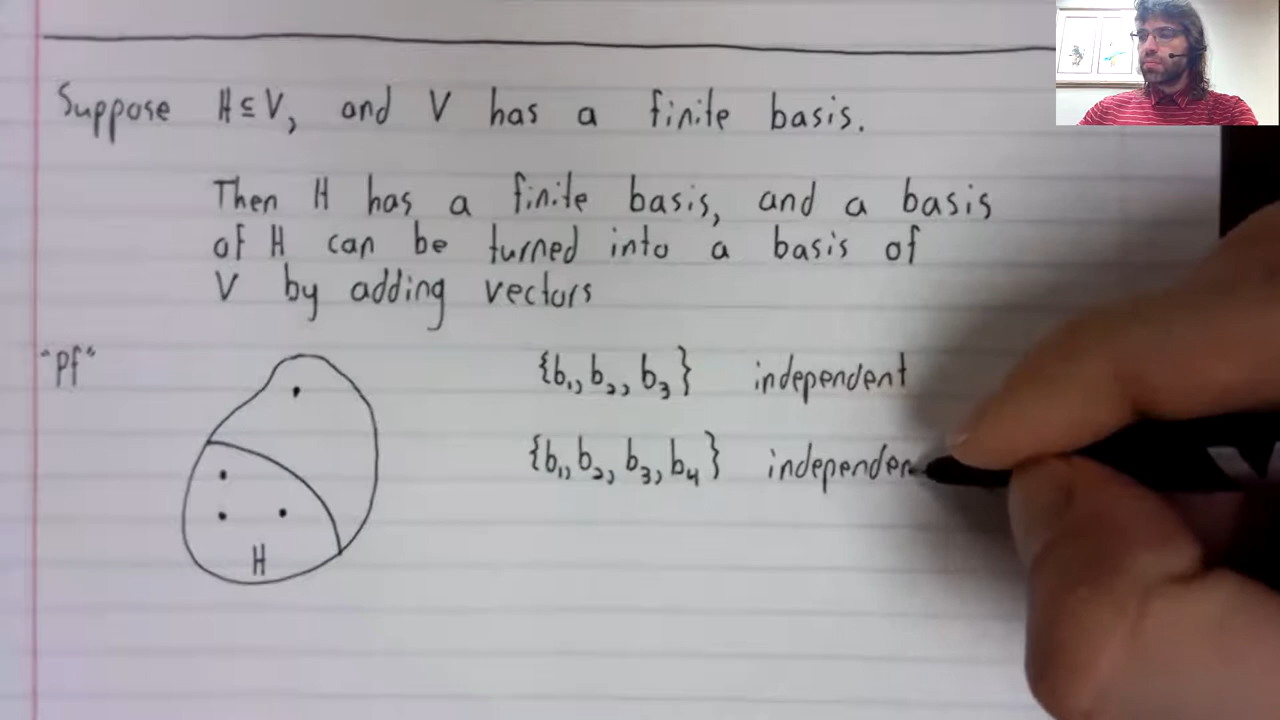 Suppose H ⊆ V, and V has a finite basis.
Then H has a finite basis, and a basis
of H can be turned into a basis of
V by adding vectors
"Pf"
{b₁, b₂, b₃} independent
{b₁, b₂, b₃, b₄} independen
H